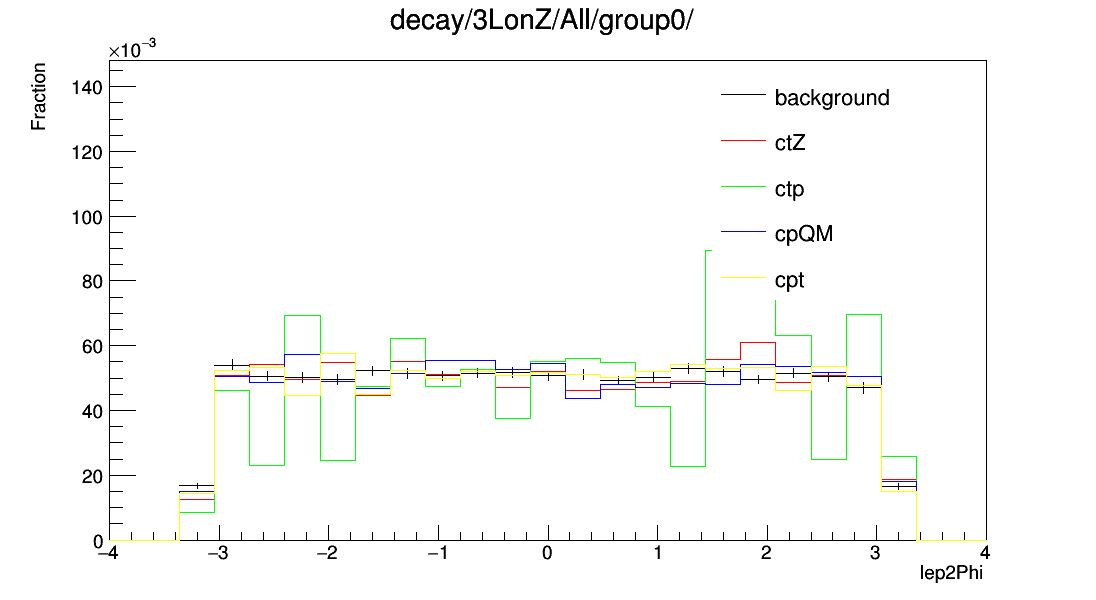 decay/3LonZ/All/group0/
×10⁻³
Fraction
140
120
100
80
60
40
20
0
background
ctZ
ctp
cpQM
cpt
−4 −3 −2 −1 0 1 2 3 4
lep2Phi